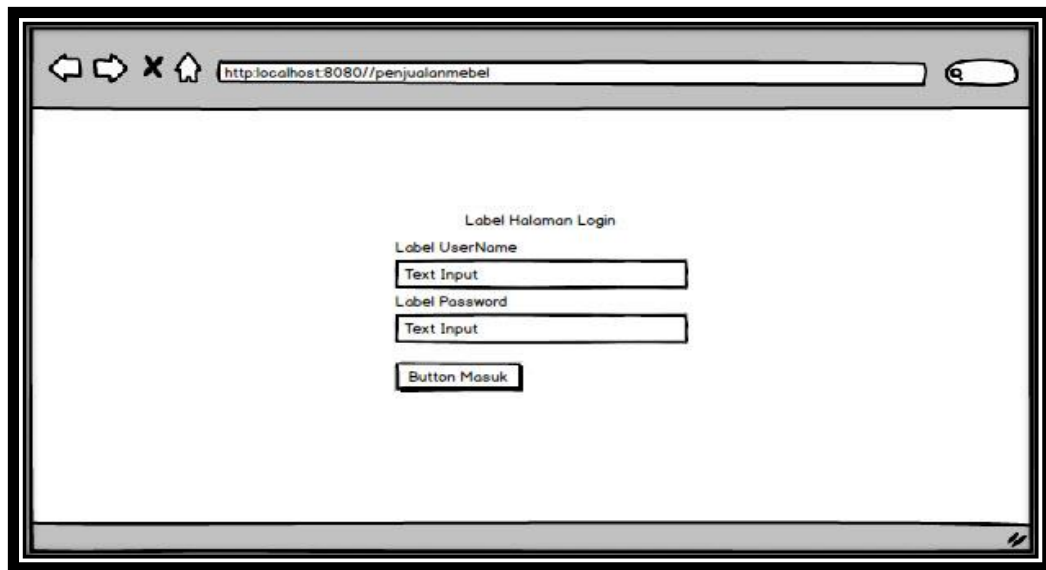 http:localhost:8080//penjualanmebel
Label Halaman Login
Label UserName
Text Input
Label Password
Text Input
Button Masuk